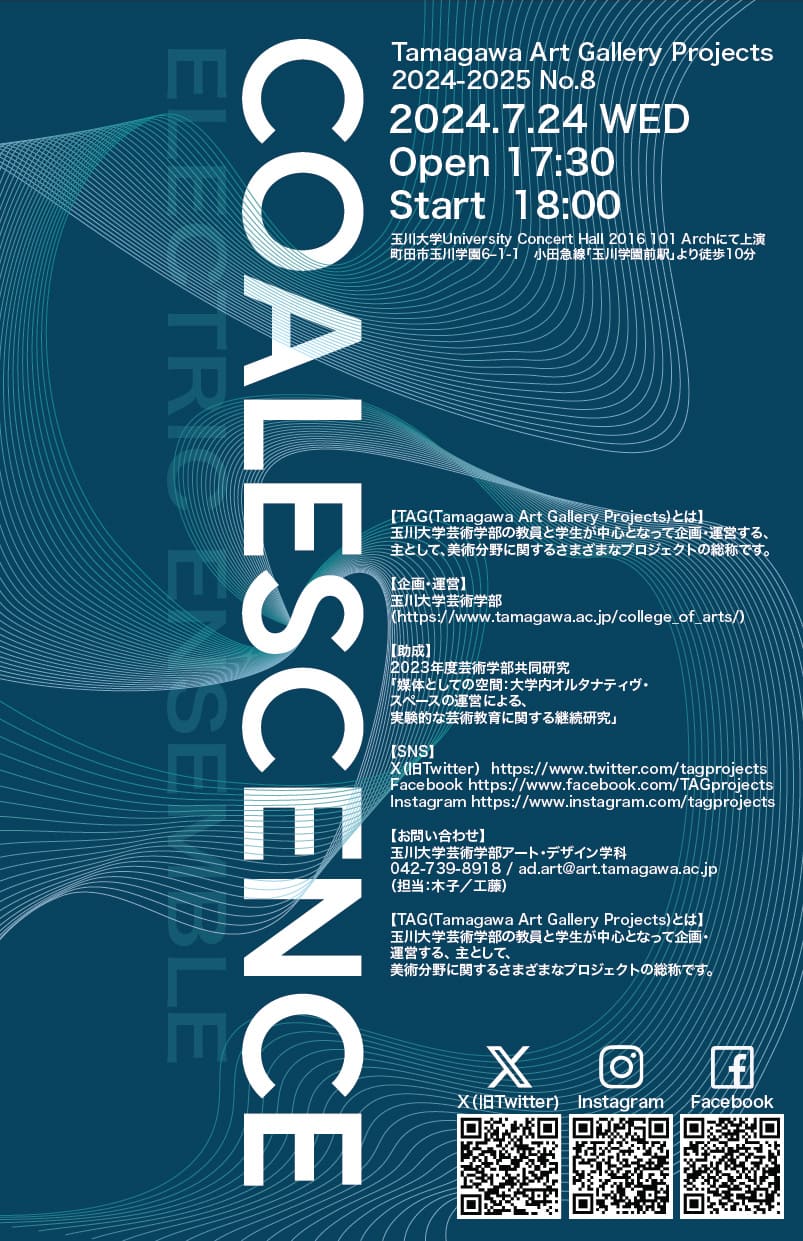 COALESCENCE
ELECTRIC ENSEMBLE
Tamagawa Art Gallery Projects
2024-2025 No.8
2024.7.24 WED
Open 17:30
Start 18:00
玉川大学University Concert Hall 2016 101 Archにて上演
町田市玉川学園6-1-1　小田急線「玉川学園前駅」より徒歩10分
【TAG(Tamagawa Art Gallery Projects)とは】
玉川大学芸術学部の教員と学生が中心となって企画・運営する、
主として、美術分野に関するさまざまなプロジェクトの総称です。
【企画・運営】
玉川大学芸術学部
（https://www.tamagawa.ac.jp/college_of_arts/）
【助成】
2023年度芸術学部共同研究
「媒体としての空間：大学内オルタナティヴ・
スペースの運営による、
実験的な芸術教育に関する継続研究」
【SNS】
X（旧Twitter） https://www.twitter.com/tagprojects
Facebook https://www.facebook.com/TAGprojects
Instagram https://www.instagram.com/tagprojects
【お問い合わせ】
玉川大学芸術学部アート・デザイン学科
042-739-8918 / ad.art@art.tamagawa.ac.jp
（担当：木子／工藤）
【TAG(Tamagawa Art Gallery Projects)とは】
玉川大学芸術学部の教員と学生が中心となって企画・
運営する、主として、
美術分野に関するさまざまなプロジェクトの総称です。
X（旧Twitter）
Instagram
Facebook